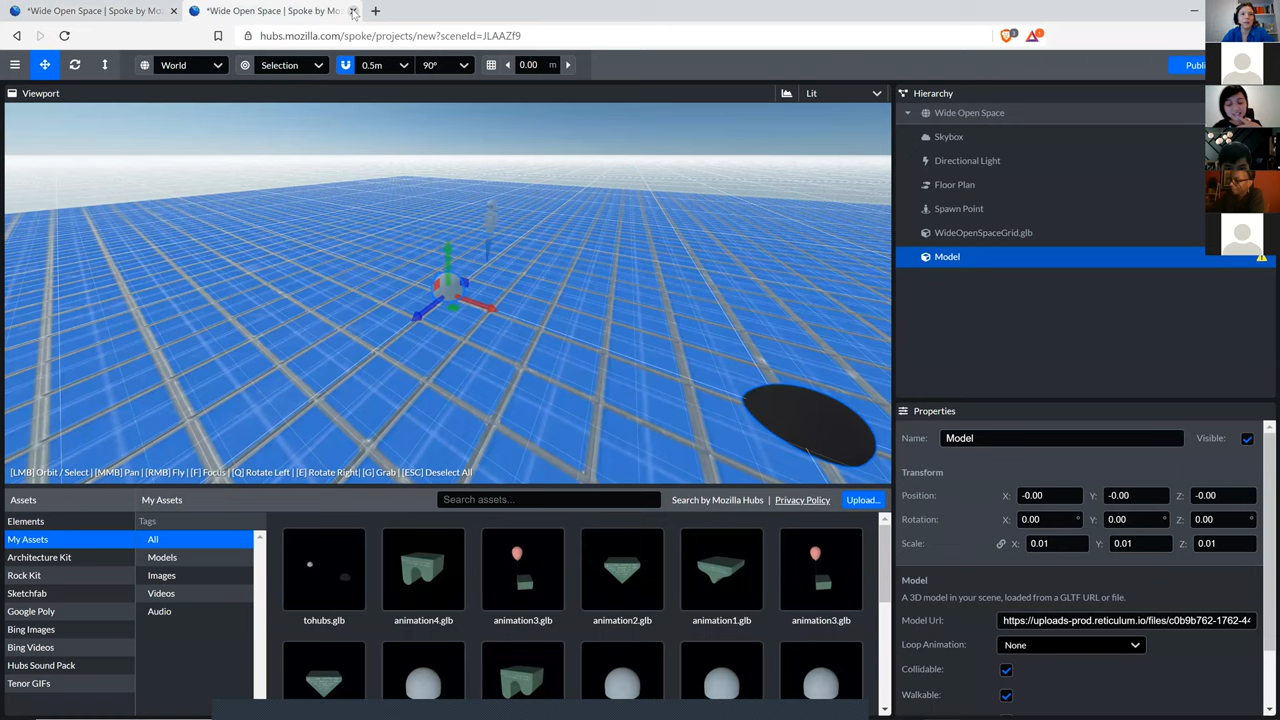 *Wide Open Space | Spoke by Mo
*Wide Open Space | Spoke by Mo
hubs.mozilla.com/spoke/projects/new?sceneId=JLAAZf9
World
Selection
0.5m
90°
0.00 m
Publi
Viewport
Lit
[LMB] Orbit / Select | [MMB] Pan | [RMB] Fly | [F] Focus | [Q] Rotate Left | [E] Rotate Right | [G] Grab | [ESC] Deselect All
Hierarchy
Wide Open Space
Skybox
Directional Light
Floor Plan
Spawn Point
WideOpenSpaceGrid.glb
Model
Properties
Name: Model Visible:
Transform
Position: X: -0.00 Y: -0.00 Z: -0.00
Rotation: X: 0.00 ° Y: 0.00 ° Z: 0.00 °
Scale: X: 0.01 Y: 0.01 Z: 0.01
Model
A 3D model in your scene, loaded from a GLTF URL or file.
Model Url: https://uploads-prod.reticulum.io/files/c0b9b762-1762-44
Loop Animation: None
Collidable:
Walkable:
Assets
Elements
My Assets
Architecture Kit
Rock Kit
Sketchfab
Google Poly
Bing Images
Bing Videos
Hubs Sound Pack
Tenor GIFs
My Assets
Search assets...
Search by Mozilla Hubs | Privacy Policy
Upload...
Tags
All
Models
Images
Videos
Audio
tohubs.glb
animation4.glb
animation3.glb
animation2.glb
animation1.glb
animation3.glb